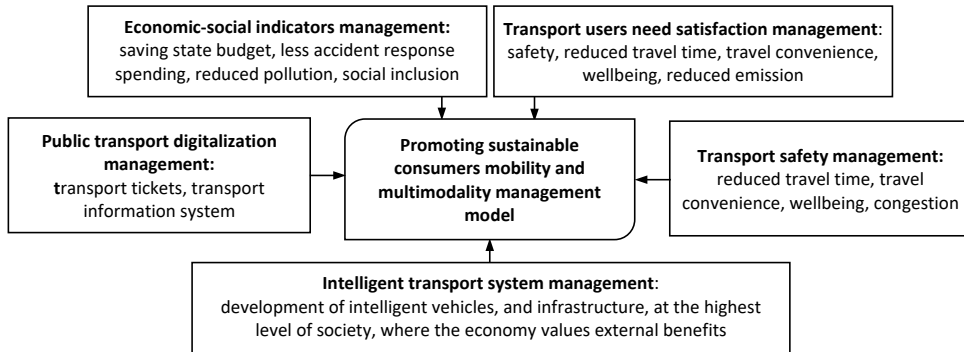 Economic-social indicators management:
saving state budget, less accident response
spending, reduced pollution, social inclusion
Transport users need satisfaction management:
safety, reduced travel time, travel convenience,
wellbeing, reduced emission
Public transport digitalization
management:
transport tickets, transport
information system
Promoting sustainable
consumers mobility and
multimodality management
model
Transport safety management:
reduced travel time, travel
convenience, wellbeing, congestion
Intelligent transport system management:
development of intelligent vehicles, and infrastructure, at the highest
level of society, where the economy values external benefits